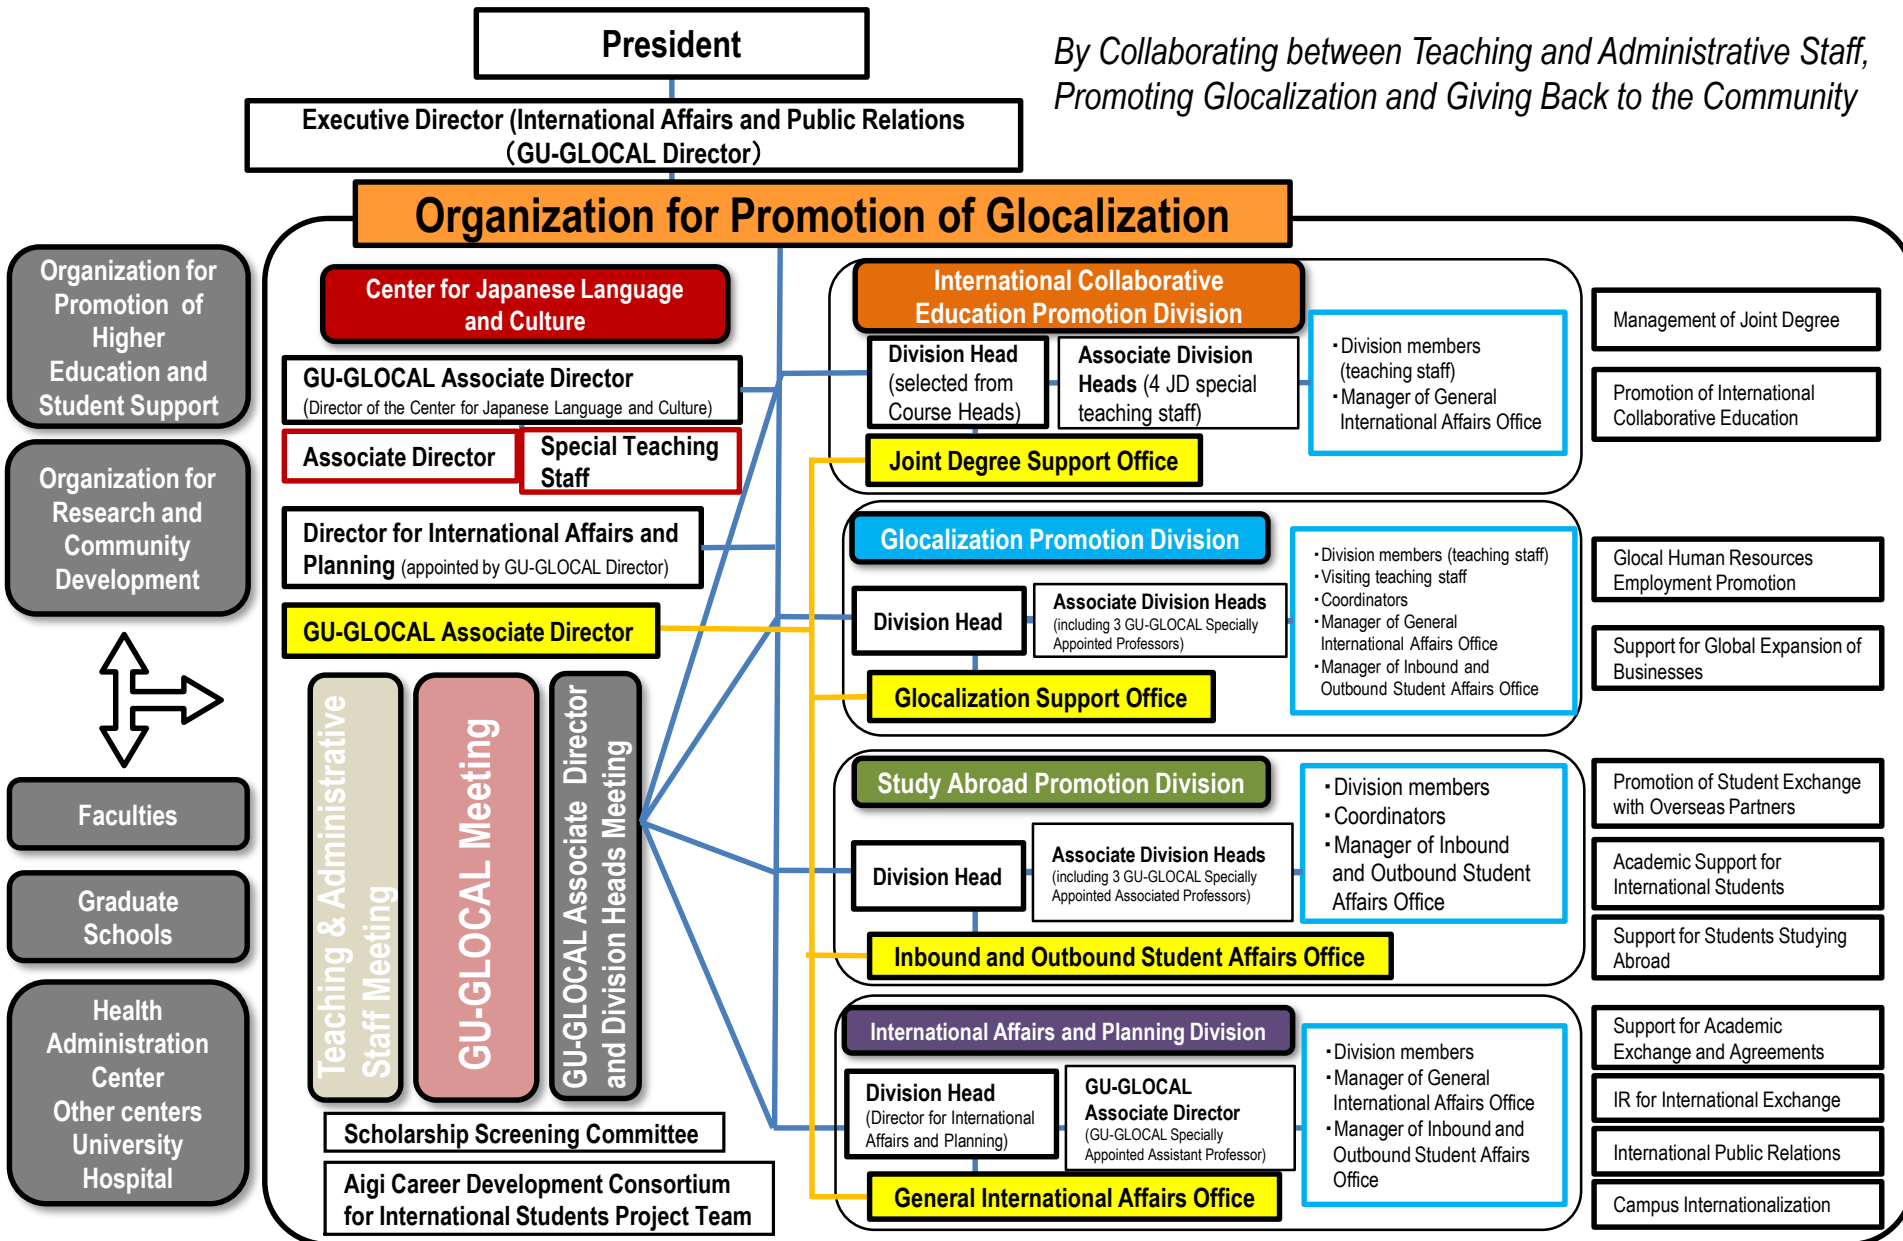 President
By Collaborating between Teaching and Administrative Staff,
Promoting Glocalization and Giving Back to the Community
Executive Director (International Affairs and Public Relations
（GU-GLOCAL Director）
Organization for Promotion of Glocalization
Organization for
Promotion of
Higher
Education and
Student Support
Organization for
Research and
Community
Development
Faculties
Graduate
Schools
Health
Administration
Center
Other centers
University
Hospital
Center for Japanese Language
and Culture
GU-GLOCAL Associate Director
(Director of the Center for Japanese Language and Culture)
Associate Director
Special Teaching
Staff
Director for International Affairs and
Planning (appointed by GU-GLOCAL Director)
GU-GLOCAL Associate Director
Teaching & Administrative
Staff Meeting
GU-GLOCAL Meeting
GU-GLOCAL Associate Director
and Division Heads Meeting
Scholarship Screening Committee
Aigi Career Development Consortium
for International Students Project Team
International Collaborative
Education Promotion Division
Division Head
(selected from
Course Heads)
Associate Division
Heads (4 JD special
teaching staff)
・Division members
(teaching staff)
・Manager of General
International Affairs Office
Joint Degree Support Office
Management of Joint Degree
Promotion of International
Collaborative Education
Glocalization Promotion Division
Division Head
Associate Division Heads
(including 3 GU-GLOCAL Specially
Appointed Professors)
・Division members (teaching staff)
・Visiting teaching staff
・Coordinators
・Manager of General
International Affairs Office
・Manager of Inbound and
Outbound Student Affairs Office
Glocalization Support Office
Glocal Human Resources
Employment Promotion
Support for Global Expansion of
Businesses
Study Abroad Promotion Division
Division Head
Associate Division Heads
(including 3 GU-GLOCAL Specially
Appointed Associated Professors)
・Division members
・Coordinators
・Manager of Inbound
and Outbound Student
Affairs Office
Inbound and Outbound Student Affairs Office
Promotion of Student Exchange
with Overseas Partners
Academic Support for
International Students
Support for Students Studying
Abroad
International Affairs and Planning Division
Division Head
(Director for International
Affairs and Planning)
GU-GLOCAL
Associate Director
(GU-GLOCAL Specially
Appointed Assistant Professor)
・Division members
・Manager of General
International Affairs Office
・Manager of Inbound and
Outbound Student Affairs
Office
General International Affairs Office
Support for Academic
Exchange and Agreements
IR for International Exchange
International Public Relations
Campus Internationalization